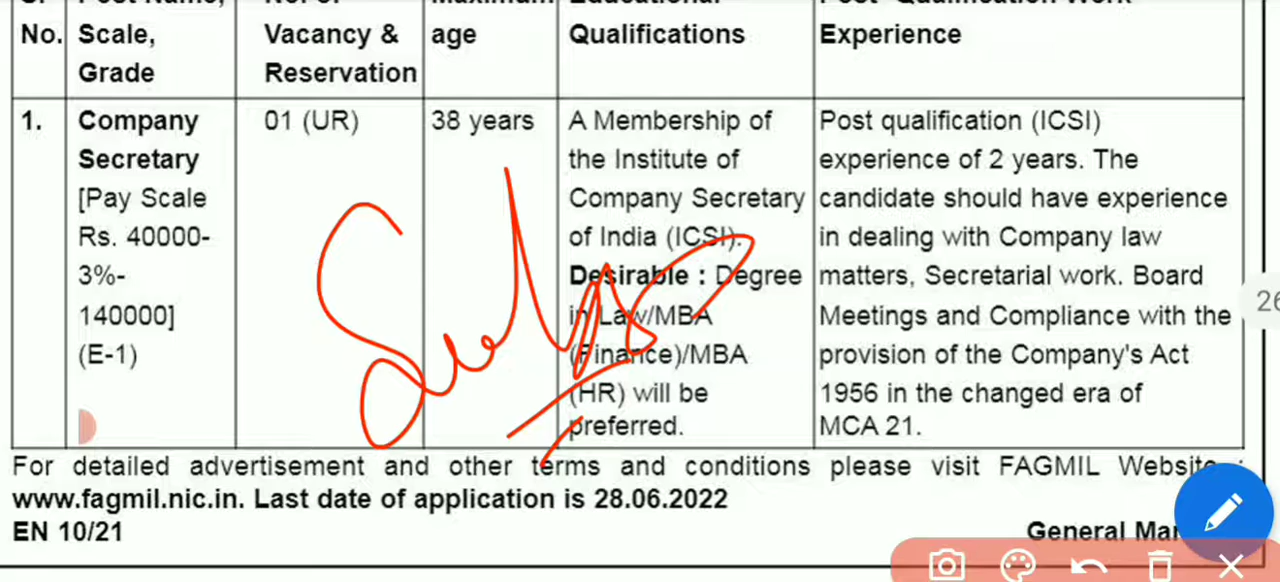 No. Scale, Vacancy & age Qualifications Experience
Grade Reservation
1. Company 01 (UR) 38 years A Membership of Post qualification (ICSI)
Secretary the Institute of experience of 2 years. The
[Pay Scale Company Secretary candidate should have experience
Rs. 40000- of India (ICSI). in dealing with Company law
3%- Desirable : Degree matters, Secretarial work. Board
140000] in Law/MBA Meetings and Compliance with the
(E-1) (Finance)/MBA provision of the Company's Act
(HR) will be 1956 in the changed era of
preferred. MCA 21.
For detailed advertisement and other terms and conditions please visit FAGMIL Website :
www.fagmil.nic.in. Last date of application is 28.06.2022
EN 10/21 General
26